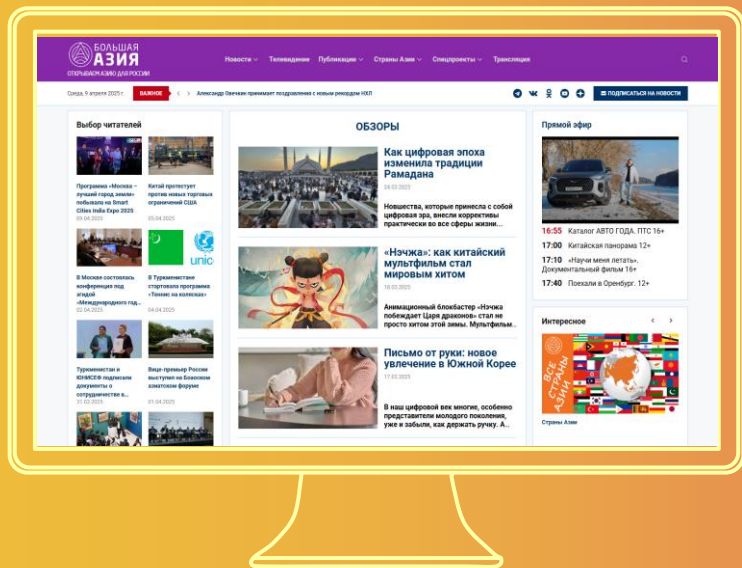 БОЛЬШАЯ
АЗИЯ
ОТКРЫВАЕМ АЗИЮ ДЛЯ РОССИИ
Новости Телевидение Публикации Страны Азии Спецпроекты Трансляция
Среда, 9 апреля 2025 г. ВАЖНОЕ Александр Овечкин принимает поздравления с новым рекордом НХЛ
ПОДПИСАТЬСЯ НА НОВОСТИ
Выбор читателей
Программа «Москва –
лучший город земли»
побывала на Smart
Cities India Expo 2025
09.04.2025
Китай протестует
против новых торговых
ограничений США
05.04.2025
unic
В Москве состоялась
конференция под
эгидой
«Международного год..
02.04.2025
В Туркменистане
стартовала программа
«Теннис на колясках»
04.04.2025
Туркменистан и
ЮНИСЕФ подписали
документы о
сотрудничестве в...
31.03.2025
Вице-премьер России
выступил на Боаоском
азиатском форуме
01.04.2025
ОБЗОРЫ
Как цифровая эпоха
изменила традиции
Рамадана
24.03.2025
Новшества, которые принесла с собой
цифровая эра, внесли коррективы
практически во все сферы жизни...
«Нэчжа»: как китайский
мультфильм стал
мировым хитом
18.03.2025
Анимационный блокбастер «Нэчжа
побеждает Царя драконов» стал не
просто хитом этой зимы. Мультфильм..
Письмо от руки: новое
увлечение в Южной Корее
17.03.2025
В наш цифровой век многие, особенно
представители молодого поколения,
уже и забыли, как держать ручку. А..
Прямой эфир
16:55 Каталог АВТО ГОДА. ПТС 16+
17:00 Китайская панорама 12+
17:10 «Научи меня летать».
Документальный фильм 16+
17:40 Поехали в Оренбург. 12+
Интересное
ВСЕ
СТРАНЫ
АЗИИ
Страны Азии